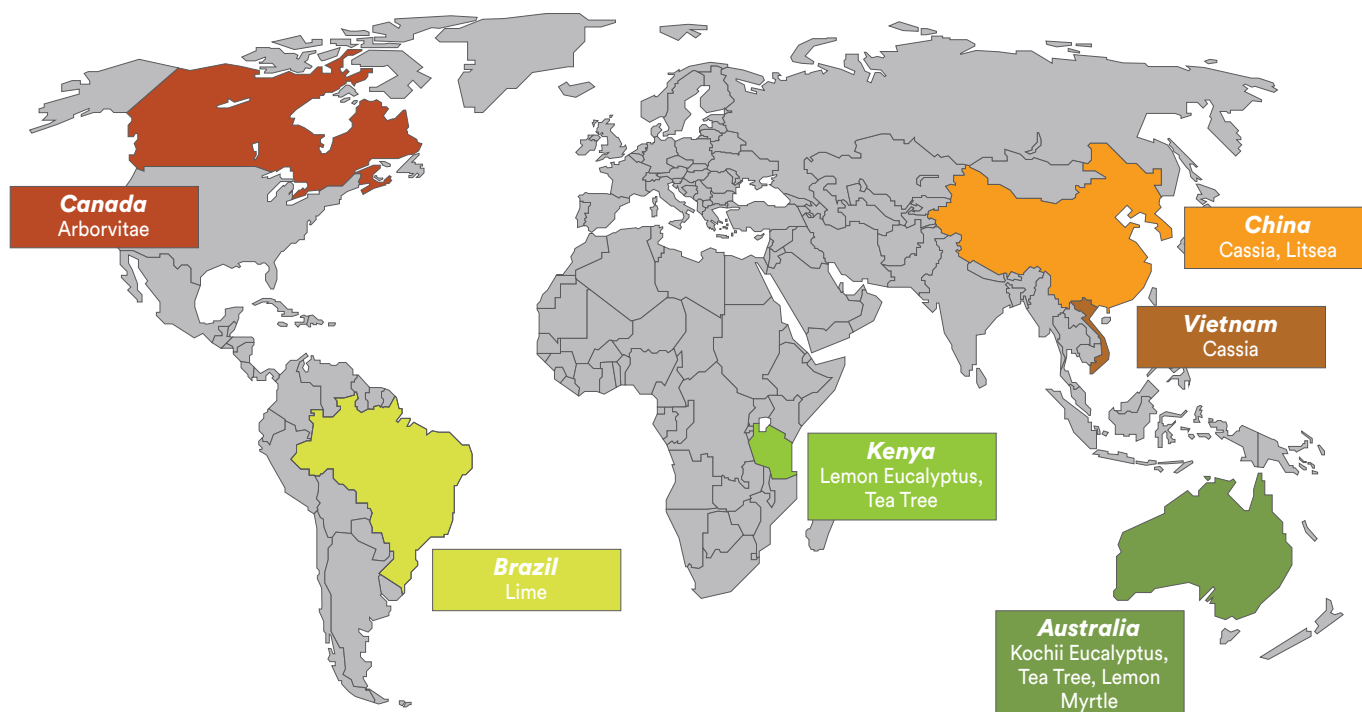 Canada
Arborvitae
China
Cassia, Litsea
Vietnam
Cassia
Kenya
Lemon Eucalyptus,
Tea Tree
Brazil
Lime
Australia
Kochii Eucalyptus,
Tea Tree, Lemon
Myrtle